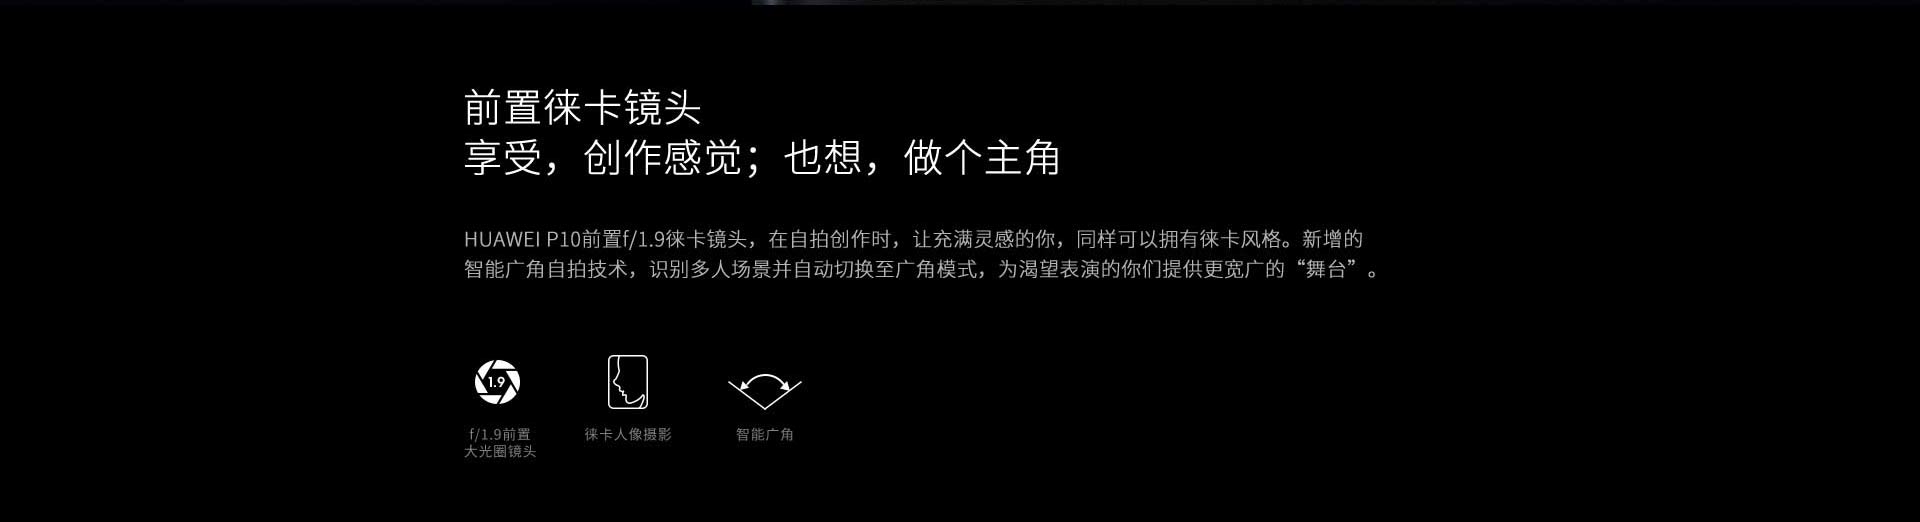 前置徕卡镜头
享受，创作感觉；也想，做个主角
HUAWEI P10前置f/1.9徕卡镜头，在自拍创作时，让充满灵感的你，同样可以拥有徕卡风格。新增的
智能广角自拍技术，识别多人场景并自动切换至广角模式，为渴望表演的你们提供更宽广的“舞台”。
1.9
f/1.9前置
大光圈镜头
徕卡人像摄影
智能广角